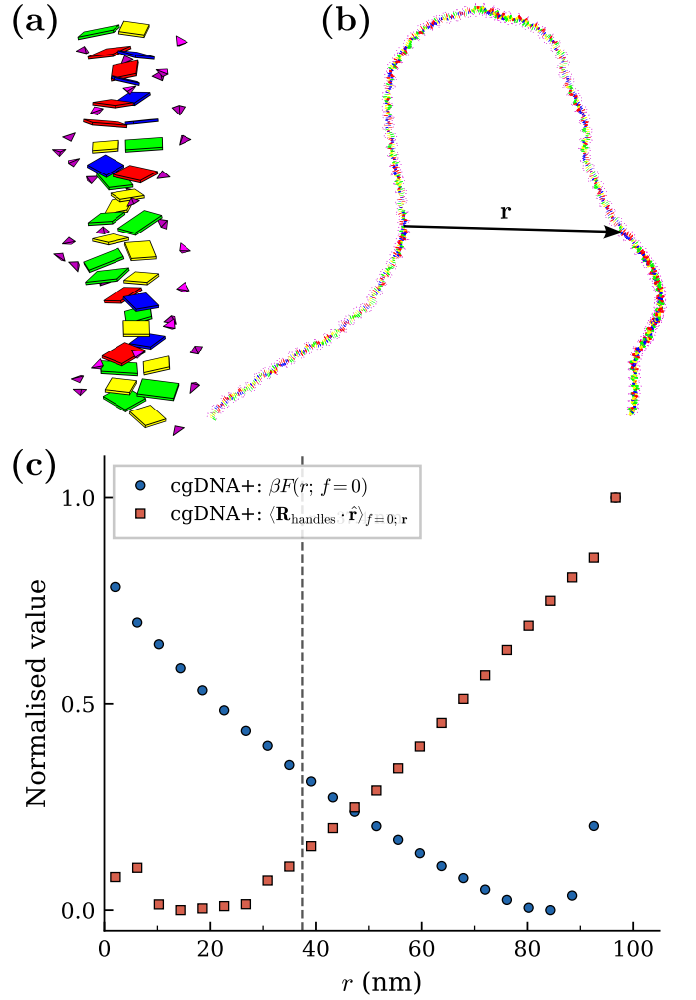 (a)
(b)
r
(c)
cgDNA+: βF(r; f=0)
cgDNA+: ⟨R_handles · r̂⟩_f=0; r
1.0
0.5
0.0
Normalised value
0 20 40 60 80 100
r (nm)